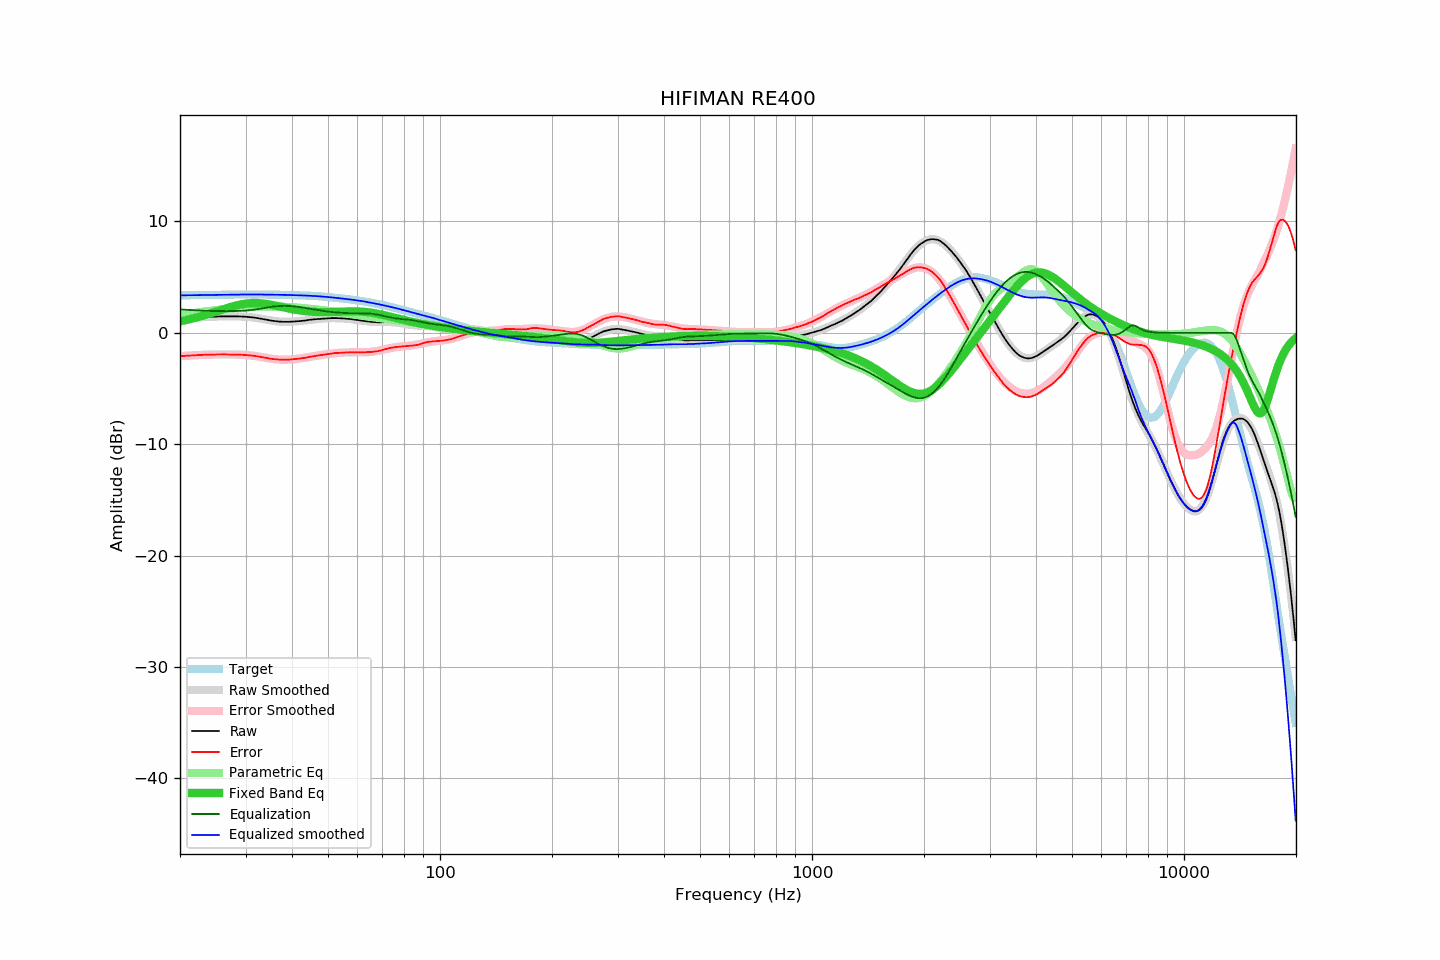 HIFIMAN RE400
10
0
−10
−20
−30
−40
Amplitude (dBr)
Target
Raw Smoothed
Error Smoothed
Raw
Error
Parametric Eq
Fixed Band Eq
Equalization
Equalized smoothed
100
1000
10000
Frequency (Hz)